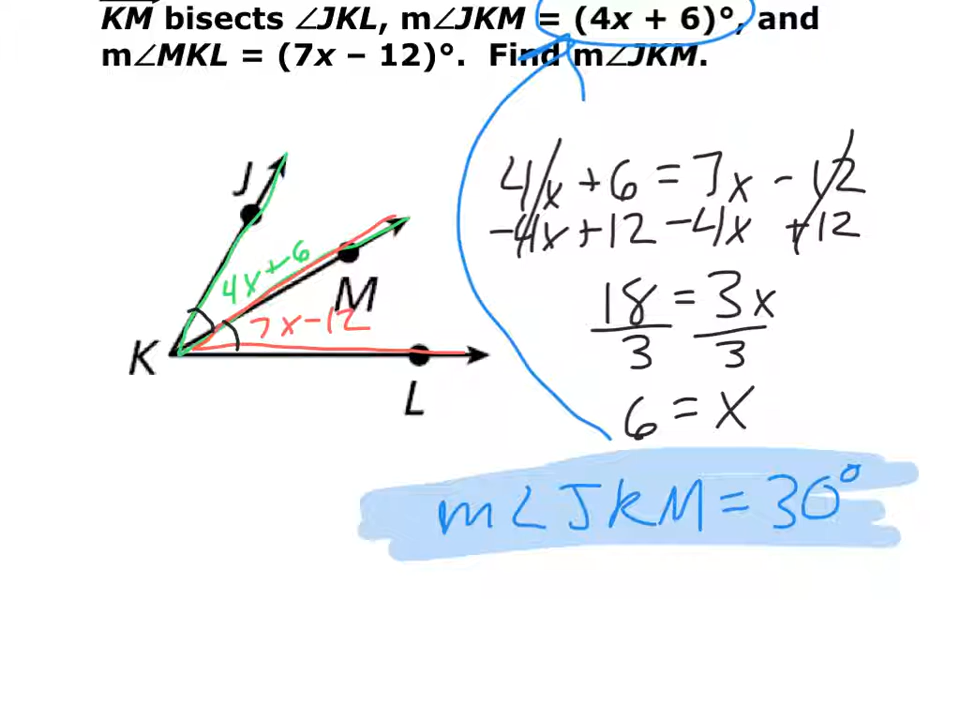 KM bisects ∠JKL, m∠JKM = (4x + 6)°, and
m∠MKL = (7x − 12)°.  Find m∠JKM.
J
4x+6
M
7x-12
K
L
4x +6 = 7x - 12
-4x +12 -4x +12
18 = 3x
3 3
6 = x
m∠JKM = 30°